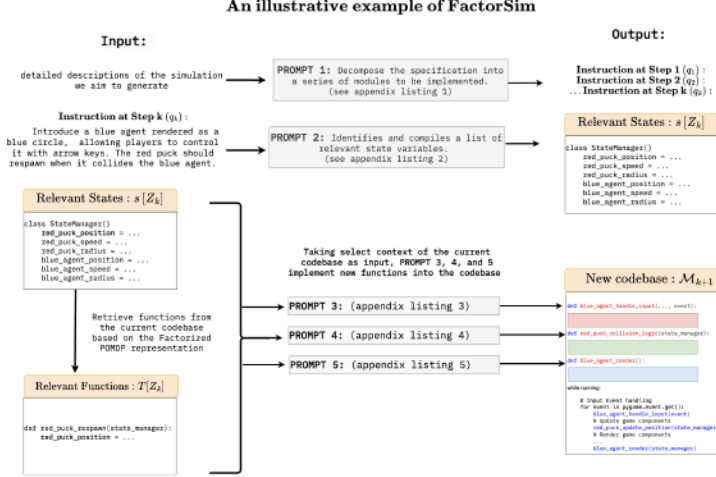 An illustrative example of FactorSim
Input:
Output:
detailed descriptions of the simulation
we aim to generate
PROMPT 1: Decompose the specification into
a series of modules to be implemented.
(see appendix listing 1)
Instruction at Step 1 (q₁) :
Instruction at Step 2 (q₂) :
... Instruction at Step k (qₖ) :
Instruction at Step k (qₖ) :
Introduce a blue agent rendered as a
blue circle, allowing players to control
it with arrow keys. The red puck should
respawn when it collides the blue agent.
PROMPT 2: Identifies and compiles a list of
relevant state variables.
(see appendix listing 2)
Relevant States : s [Zₖ]
class StateManager()
red_puck_position = ...
red_puck_speed = ...
red_puck_radius = ...
blue_agent_position = ...
blue_agent_speed = ...
blue_agent_radius = ...
Relevant States : s [Zₖ]
class StateManager()
red_puck_position = ...
red_puck_speed = ...
red_puck_radius = ...
blue_agent_position = ...
blue_agent_speed = ...
blue_agent_radius = ...
Retrieve functions from
the current codebase
based on the Factorized
POMDP representation
Relevant Functions : T[Zₖ]
def red_puck_respawn(state_manager):
red_puck_position = ...
Taking select context of the current
codebase as input, PROMPT 3, 4, and 5
implement new functions into the codebase
PROMPT 3: (appendix listing 3)
PROMPT 4: (appendix listing 4)
PROMPT 5: (appendix listing 5)
New codebase : ℳₖ₊₁
def blue_agent_handle_input(..., event):
def red_puck_collision_logic(state_manager):
def blue_agent_render():
while running:
# Input Event handling
for event in pygame.event.get():
blue_agent_handle_input(event)
# Update game components
red_puck_update_position(state_manager
# Render game components
...
blue_agent_render(state_manager)